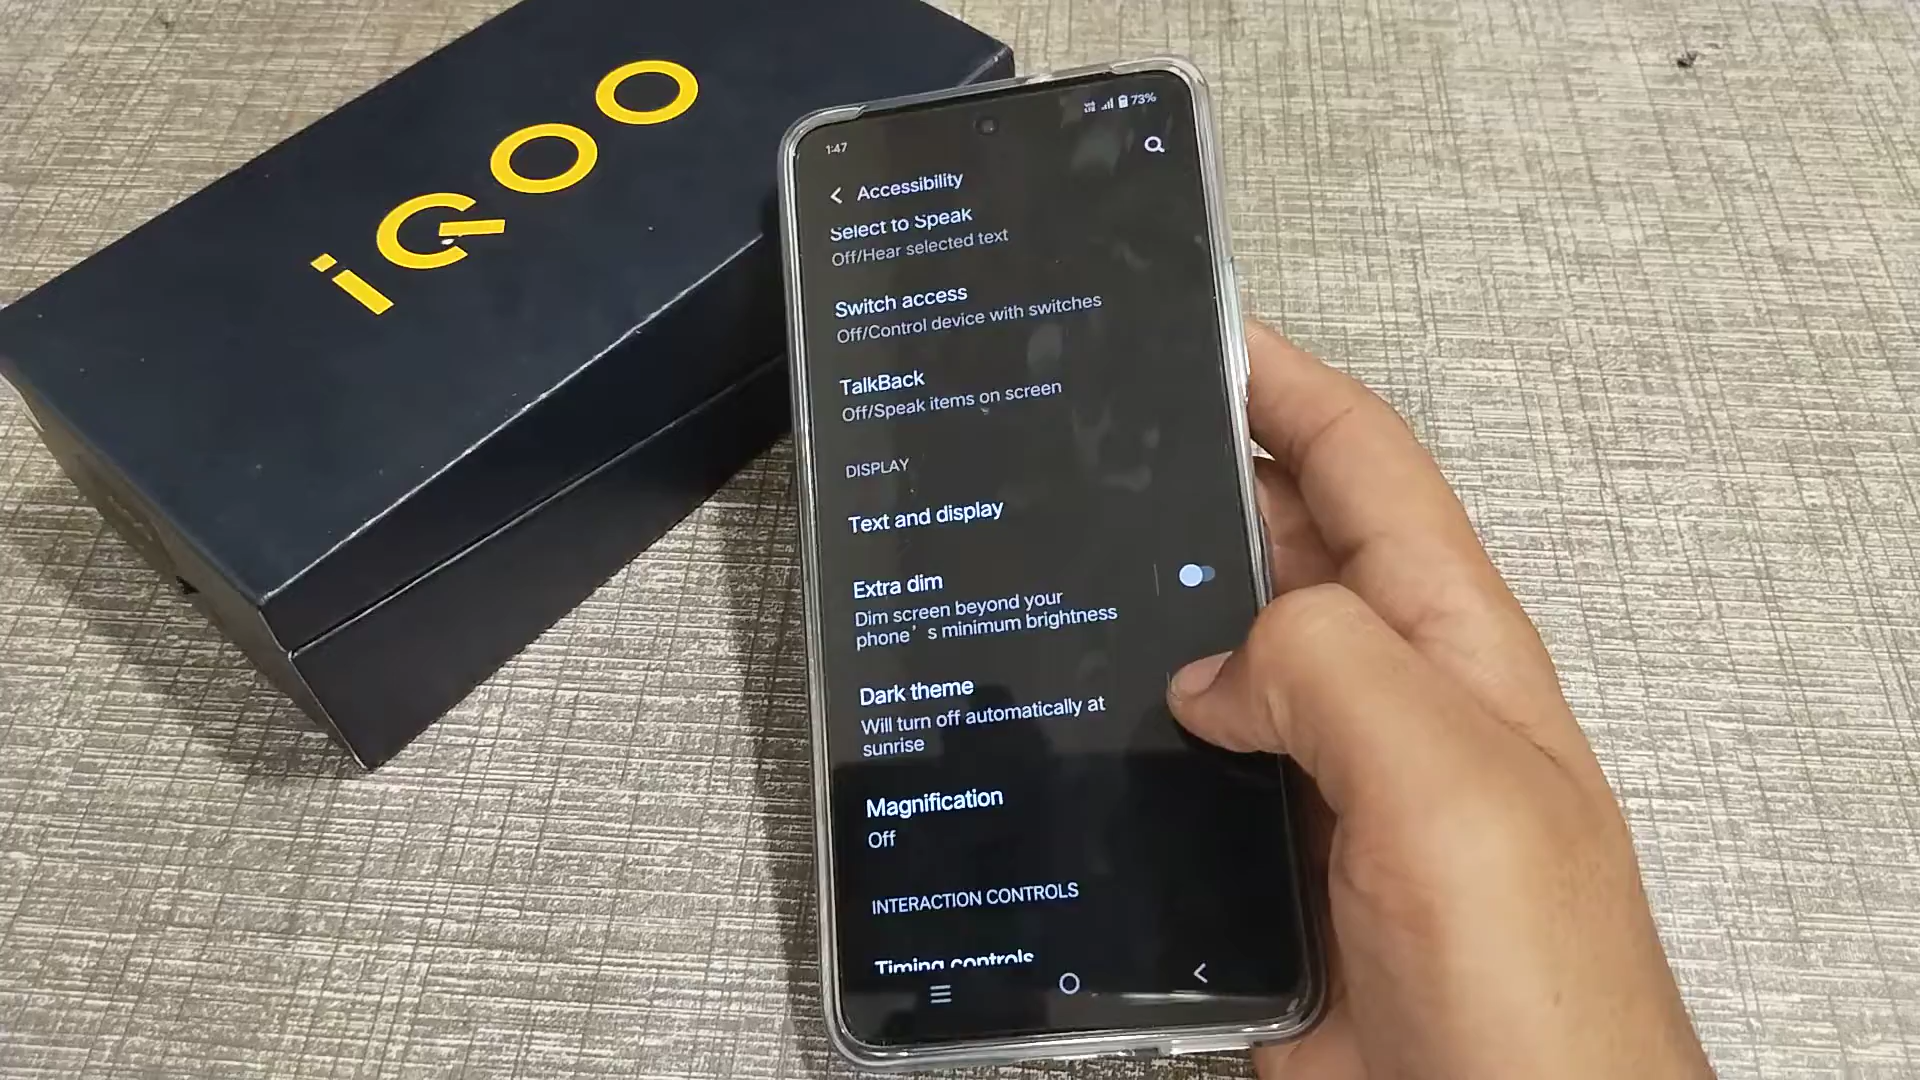 iQOO
1:47
73%
Accessibility
Select to Speak
Off/Hear selected text
Switch access
Off/Control device with switches
TalkBack
Off/Speak items on screen
DISPLAY
Text and display
Extra dim
Dim screen beyond your
phone's minimum brightness
Dark theme
Will turn off automatically at
sunrise
Magnification
Off
INTERACTION CONTROLS
Timing controls